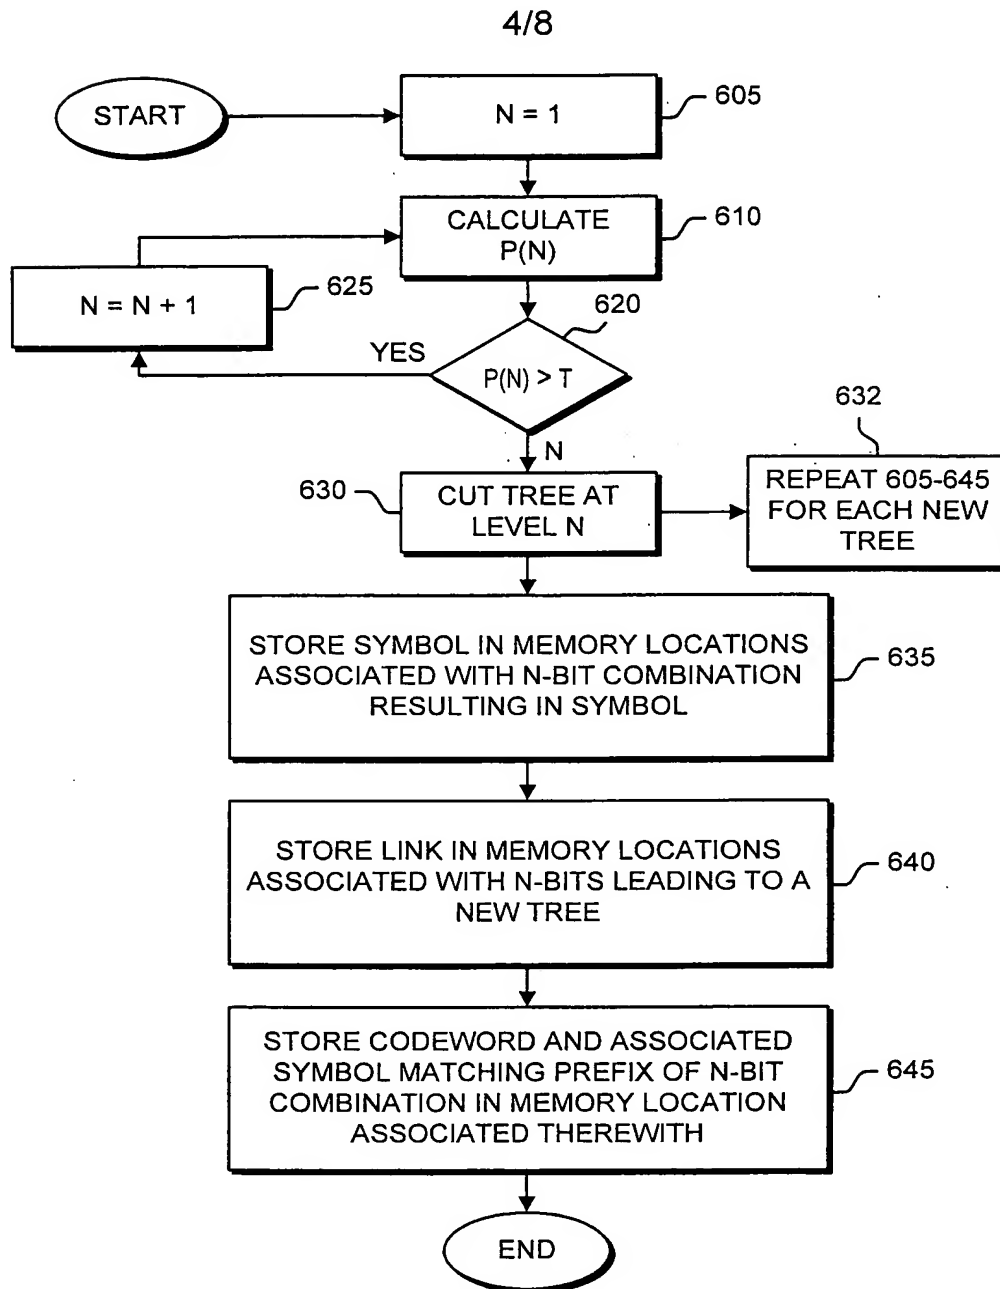 4/8
START
N = 1
605
CALCULATE
P(N)
610
N = N + 1
625
620
YES
P(N) > T
N
632
630
CUT TREE AT
LEVEL N
REPEAT 605-645
FOR EACH NEW
TREE
STORE SYMBOL IN MEMORY LOCATIONS
ASSOCIATED WITH N-BIT COMBINATION
RESULTING IN SYMBOL
635
STORE LINK IN MEMORY LOCATIONS
ASSOCIATED WITH N-BITS LEADING TO A
NEW TREE
640
STORE CODEWORD AND ASSOCIATED
SYMBOL MATCHING PREFIX OF N-BIT
COMBINATION IN MEMORY LOCATION
ASSOCIATED THEREWITH
645
END